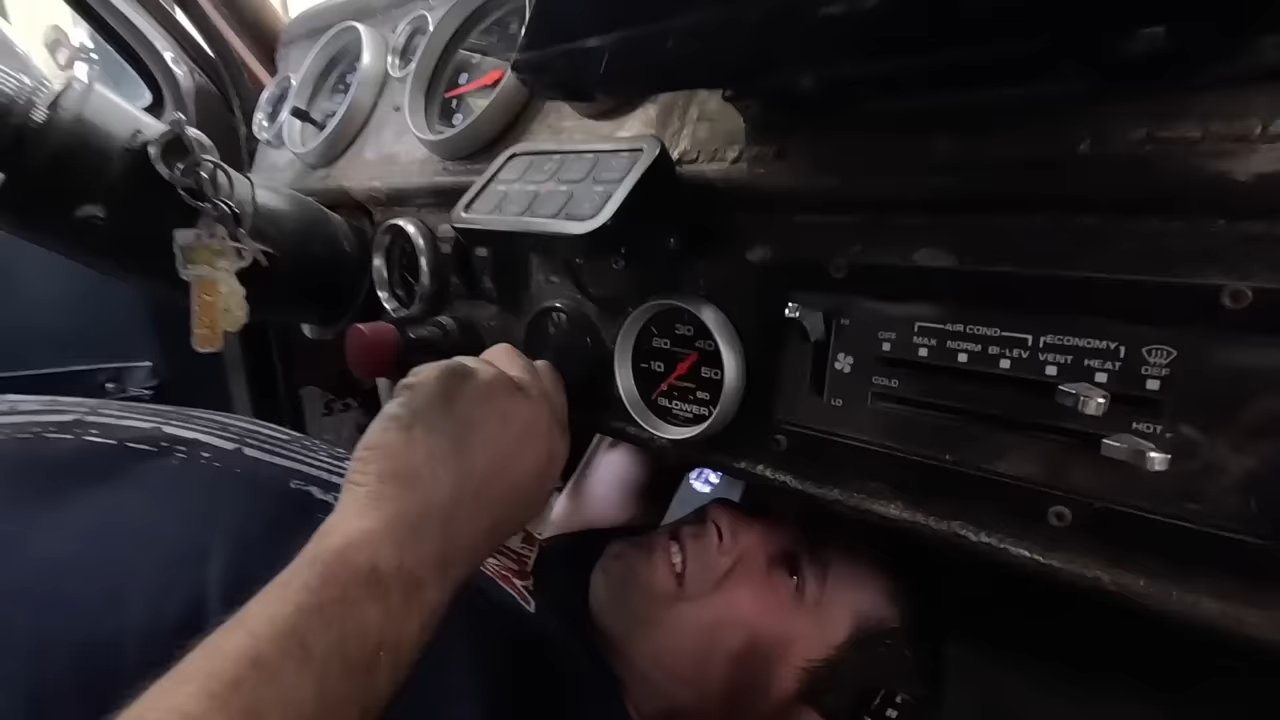 30
20 40
10 50
60
BLOWER
HI
LO
OFF
AIR COND
MAX NORM BI-LEV
ECONOMY
VENT HEAT
DEF
COLD
HOT